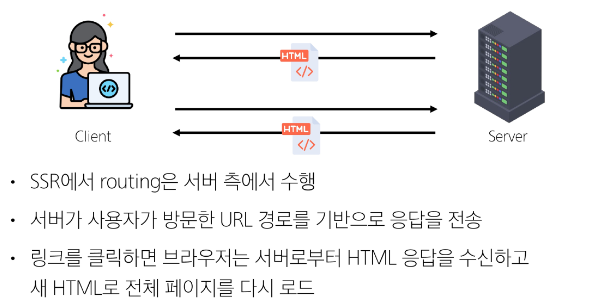 HTML
</>
HTML
</>
Client
Server
• SSR에서 routing은 서버 측에서 수행
• 서버가 사용자가 방문한 URL 경로를 기반으로 응답을 전송
• 링크를 클릭하면 브라우저는 서버로부터 HTML 응답을 수신하고
새 HTML로 전체 페이지를 다시 로드